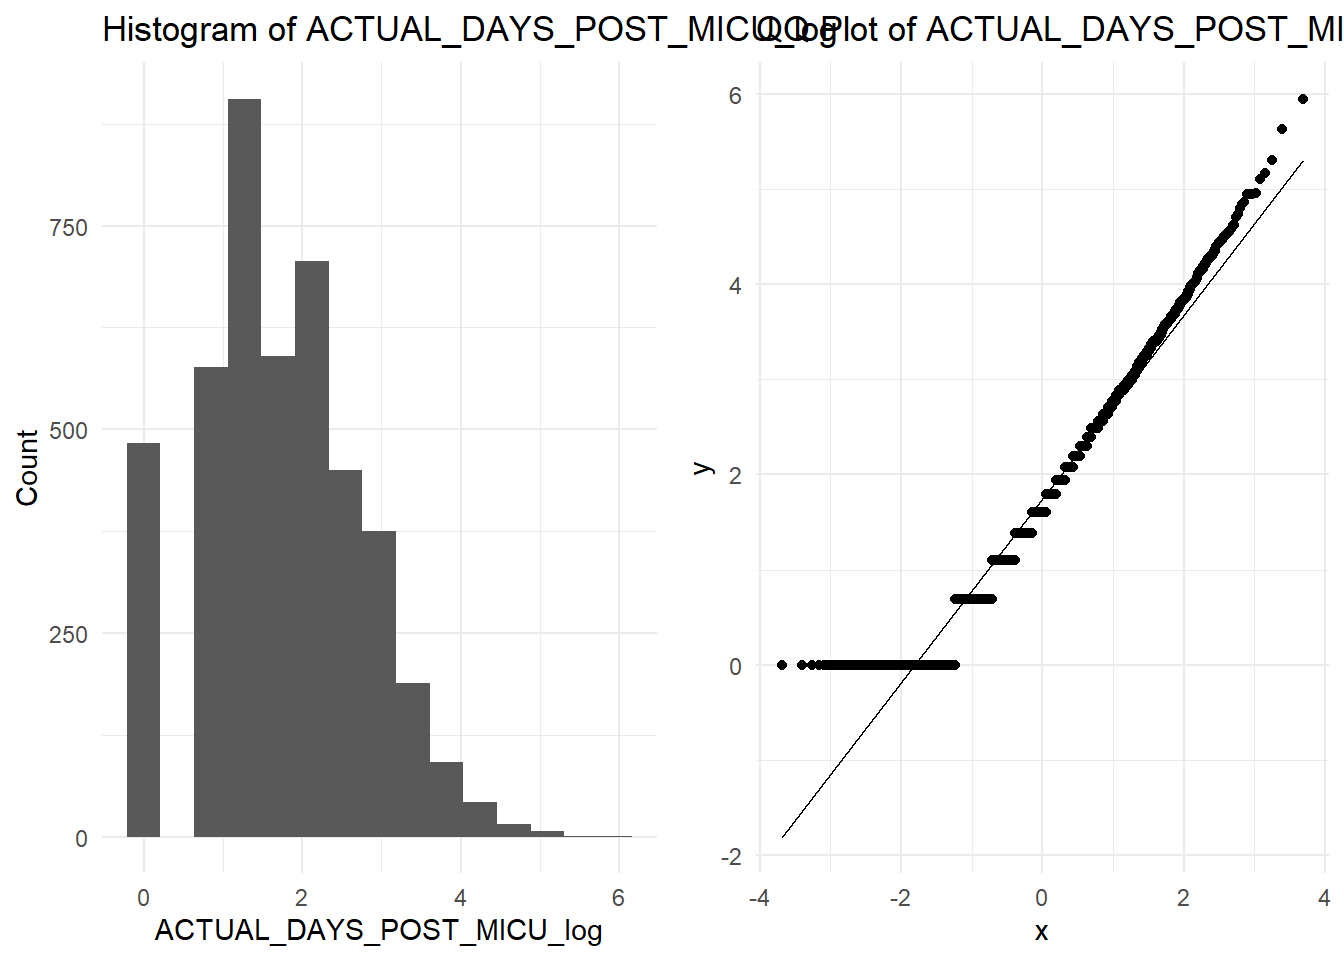 Histogram of ACTUAL_DAYS_POST_MICU_log
Q-Q Plot of ACTUAL_DAYS_POST_MI
Count
750
500
250
0
0 2 4 6
ACTUAL_DAYS_POST_MICU_log
y
6
4
2
0
-2
-4 -2 0 2 4
x